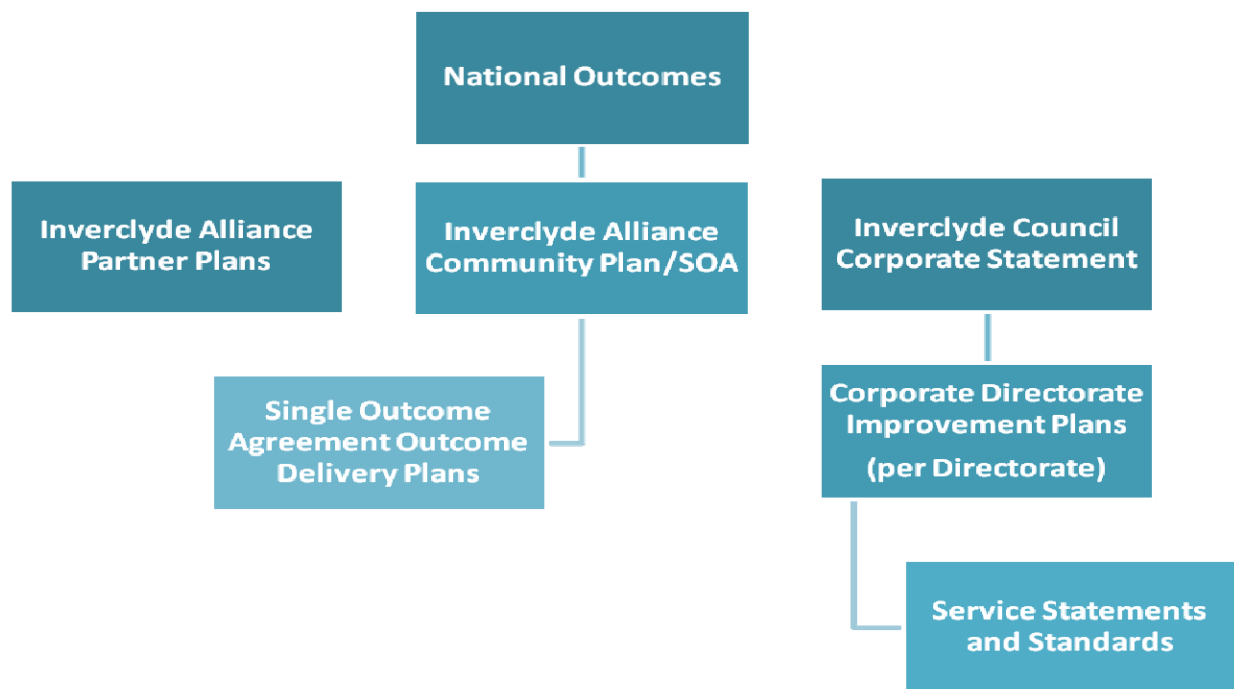 National Outcomes
Inverclyde Alliance
Partner Plans
Inverclyde Alliance
Community Plan/SOA
Inverclyde Council
Corporate Statement
Single Outcome
Agreement Outcome
Delivery Plans
Corporate Directorate
Improvement Plans
(per Directorate)
Service Statements
and Standards